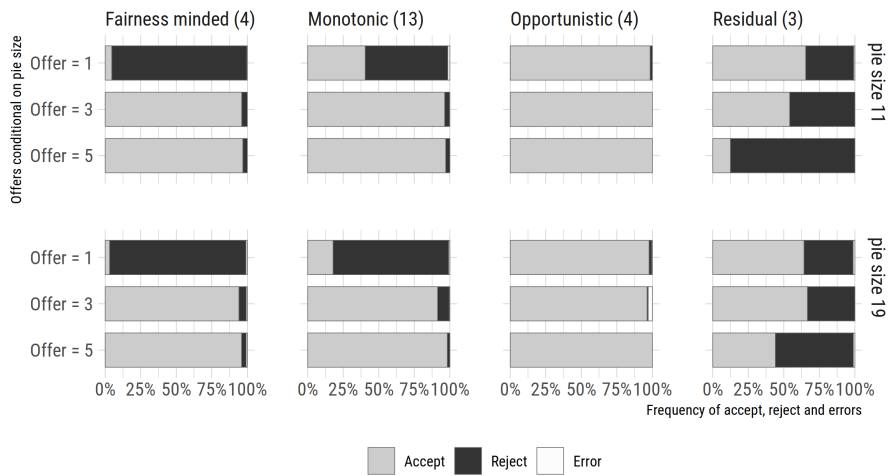 Fairness minded (4) Monotonic (13) Opportunistic (4) Residual (3)
Offers conditional on pie size
Offer = 1
Offer = 3
Offer = 5
pie size 11
Offer = 1
Offer = 3
Offer = 5
pie size 19
0% 25% 50% 75% 100% 0% 25% 50% 75% 100% 0% 25% 50% 75% 100% 0% 25% 50% 75% 100%
Frequency of accept, reject and errors
Accept Reject Error